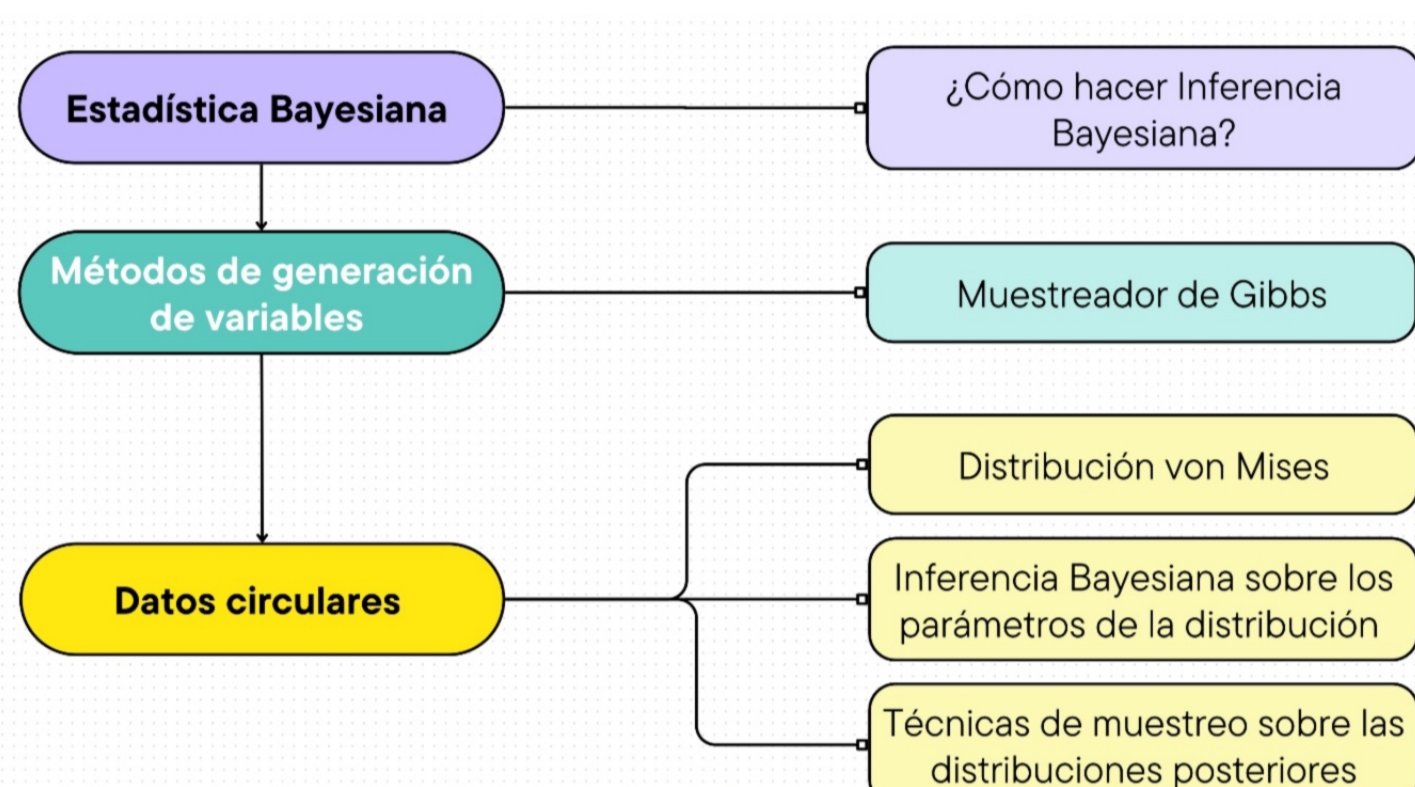 Estadística Bayesiana
¿Cómo hacer Inferencia
Bayesiana?
Métodos de generación
de variables
Muestreador de Gibbs
Datos circulares
Distribución von Mises
Inferencia Bayesiana sobre los
parámetros de la distribución
Técnicas de muestreo sobre las
distribuciones posteriores